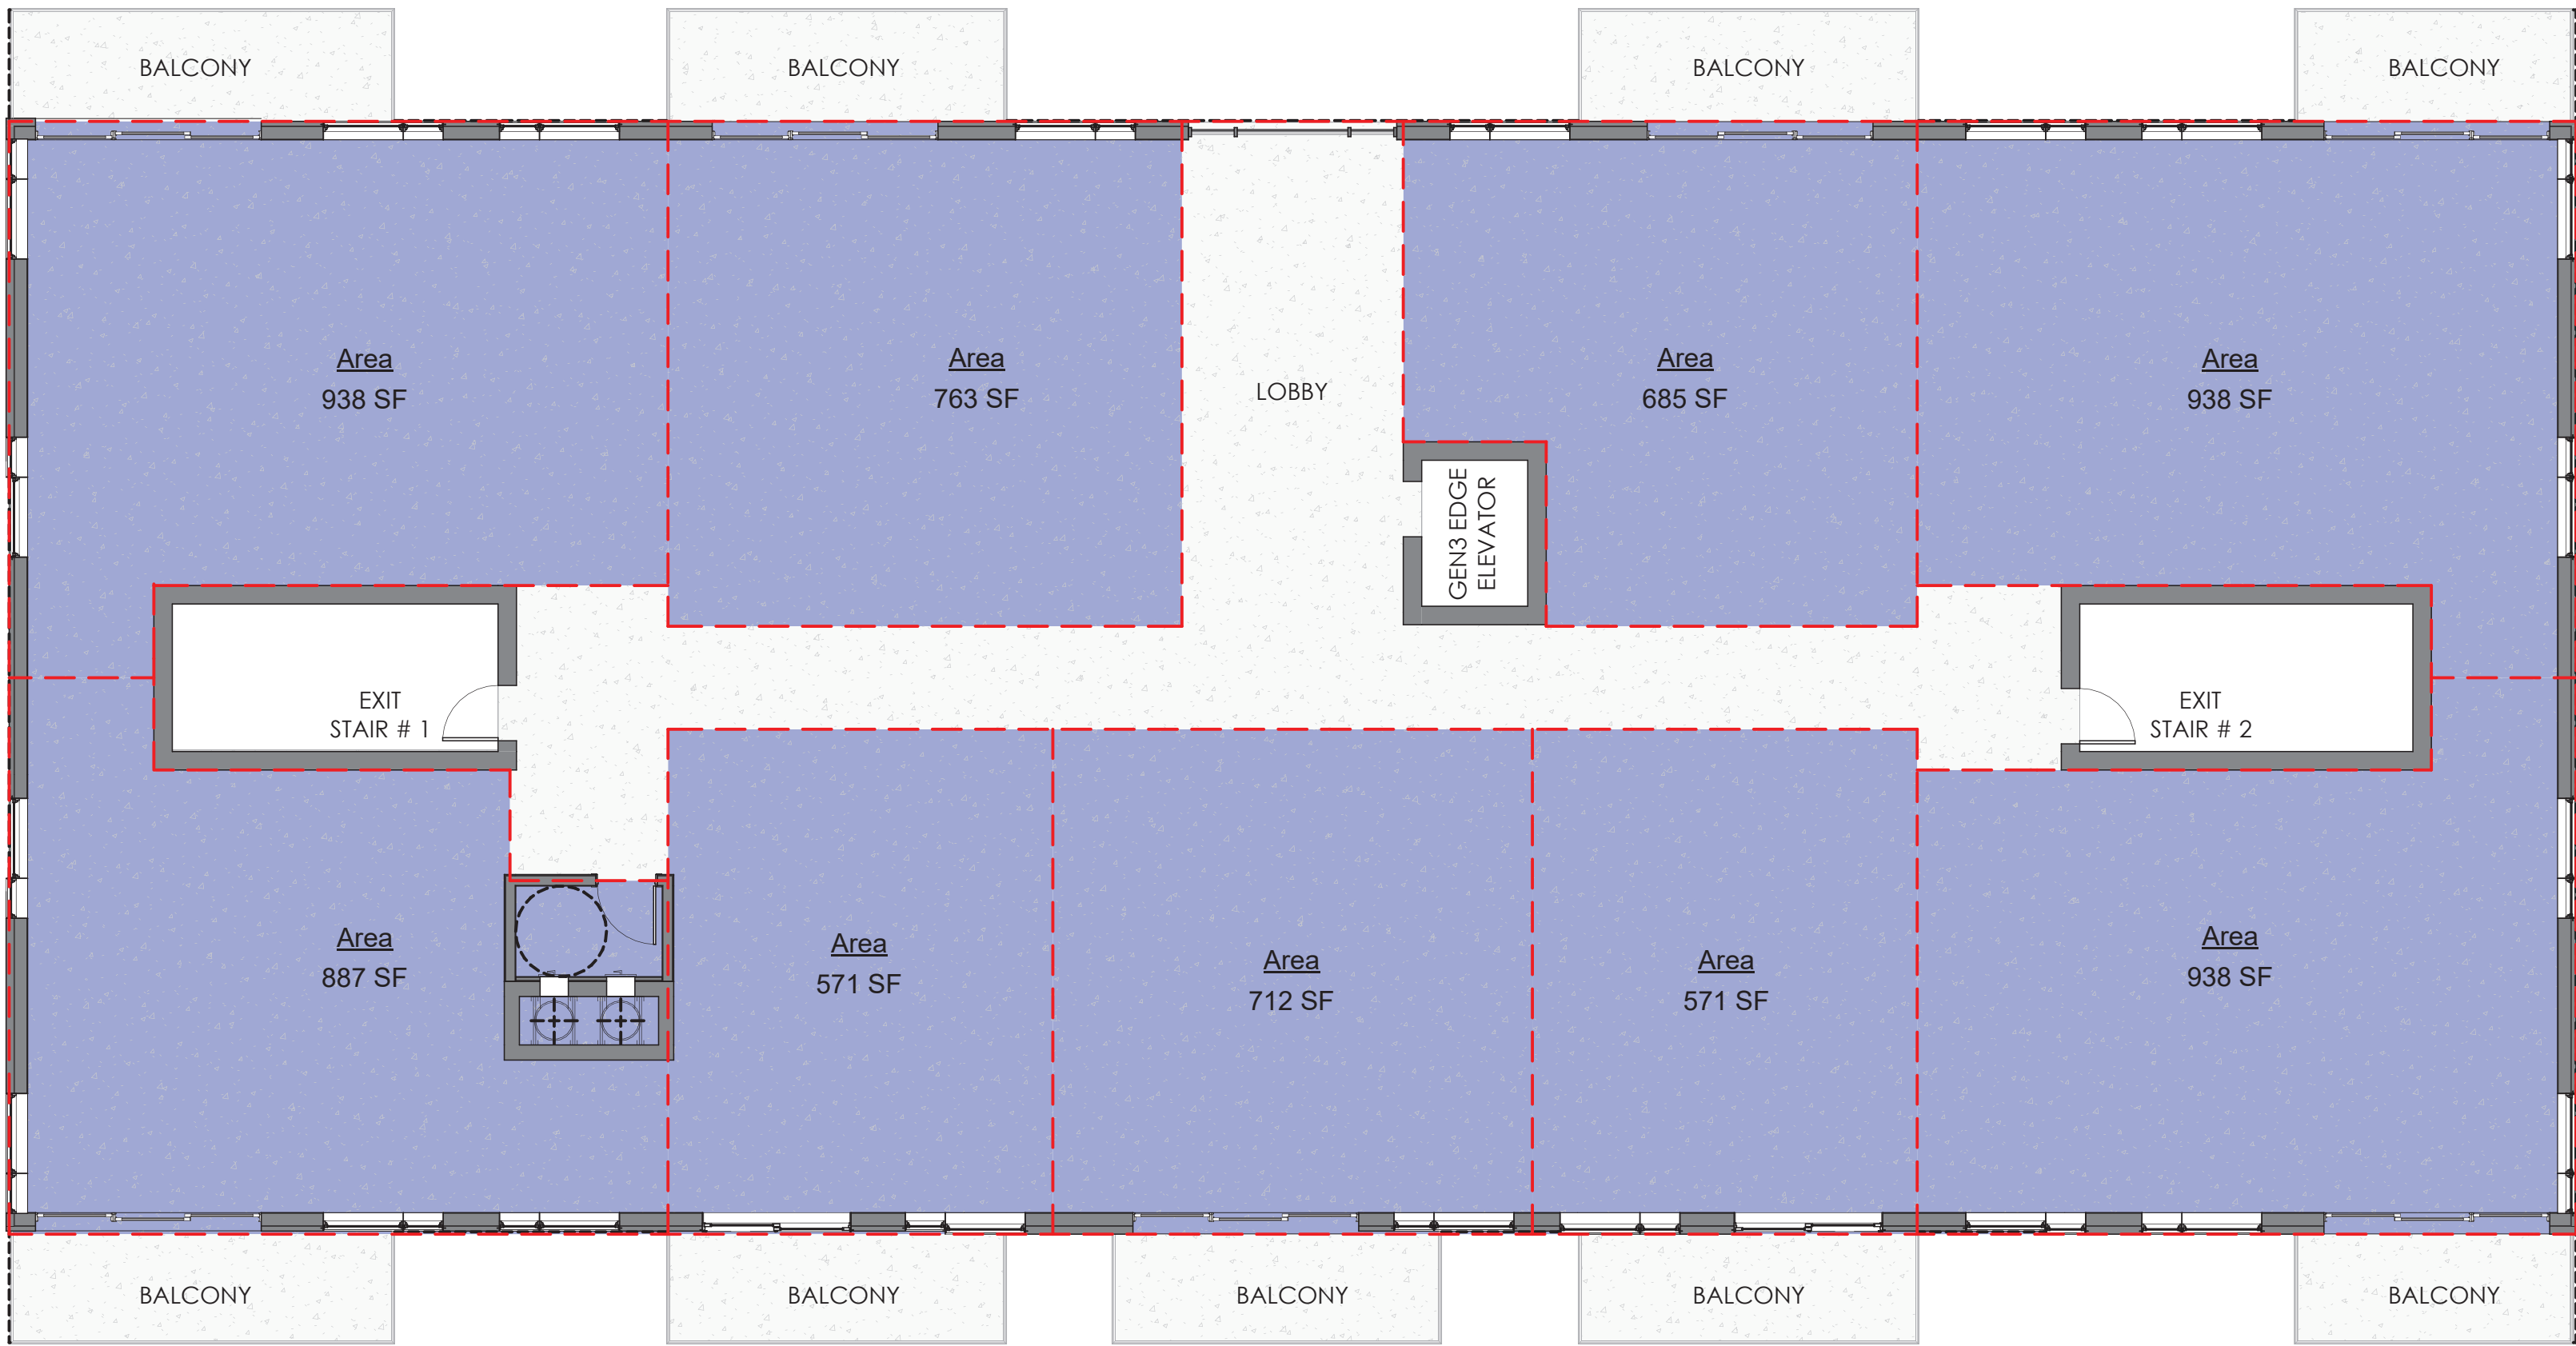 BALCONY
BALCONY
BALCONY
BALCONY
Area
938 SF
Area
763 SF
LOBBY
Area
685 SF
Area
938 SF
GEN3 EDGE
ELEVATOR
EXIT
STAIR # 1
EXIT
STAIR # 2
Area
887 SF
Area
571 SF
Area
712 SF
Area
571 SF
Area
938 SF
BALCONY
BALCONY
BALCONY
BALCONY
BALCONY